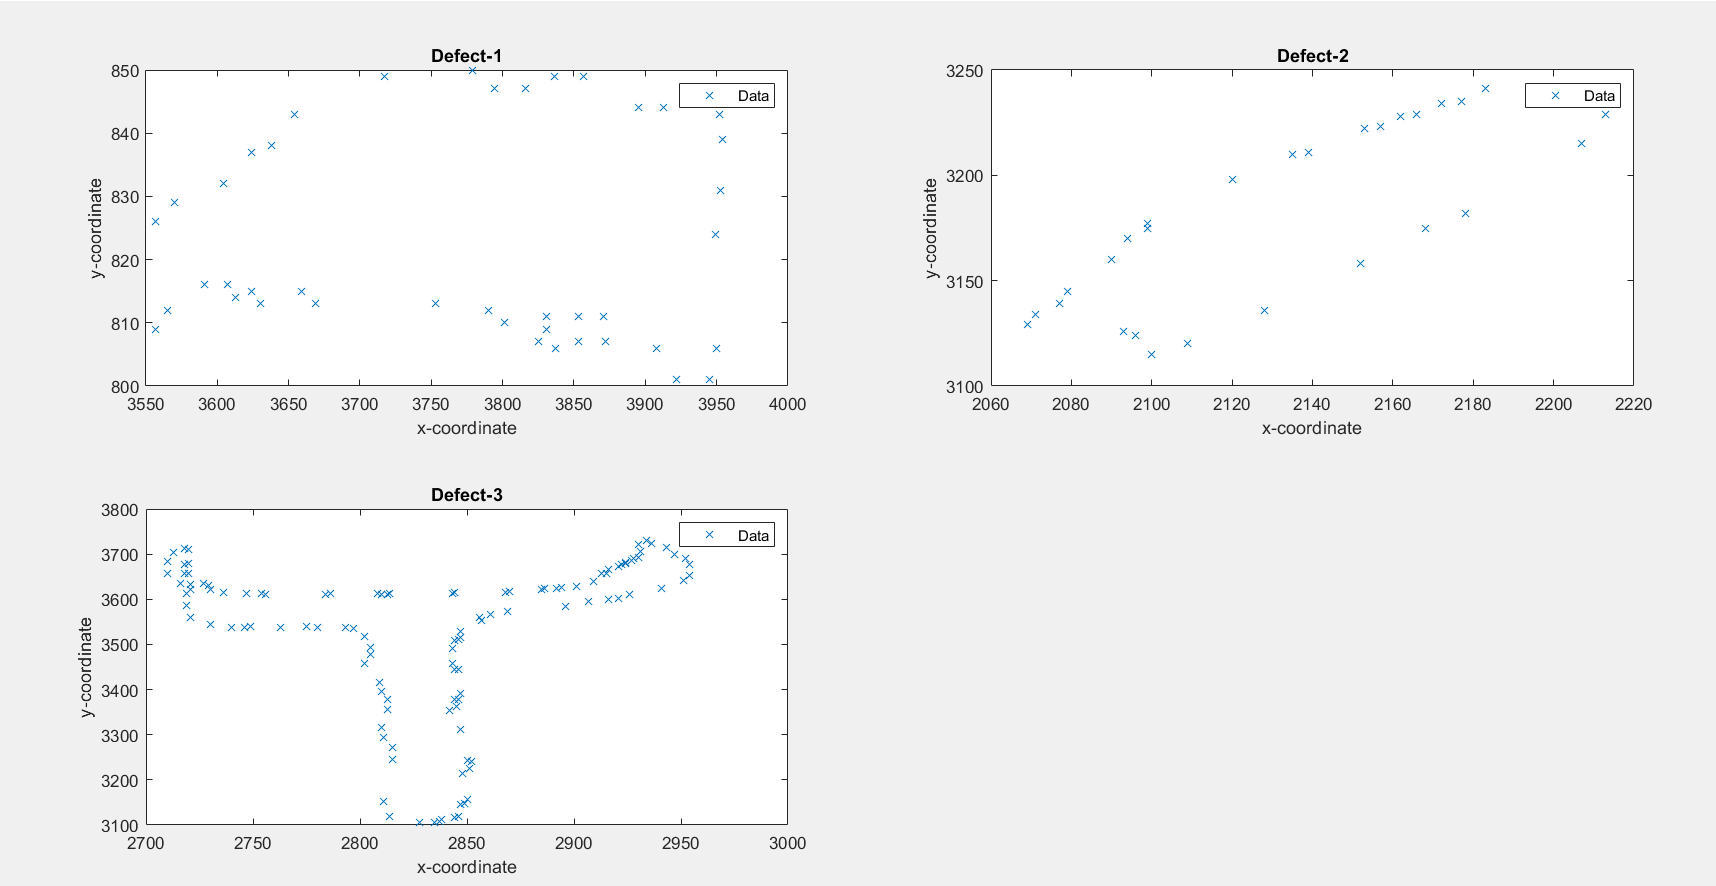 Defect-1
850
840
830
820
810
800
y-coordinate
Data
3550 3600 3650 3700 3750 3800 3850 3900 3950 4000
x-coordinate
Defect-2
3250
3200
3150
3100
y-coordinate
Data
2060 2080 2100 2120 2140 2160 2180 2200 2220
x-coordinate
Defect-3
3800
3700
3600
3500
3400
3300
3200
3100
y-coordinate
Data
2700 2750 2800 2850 2900 2950 3000
x-coordinate